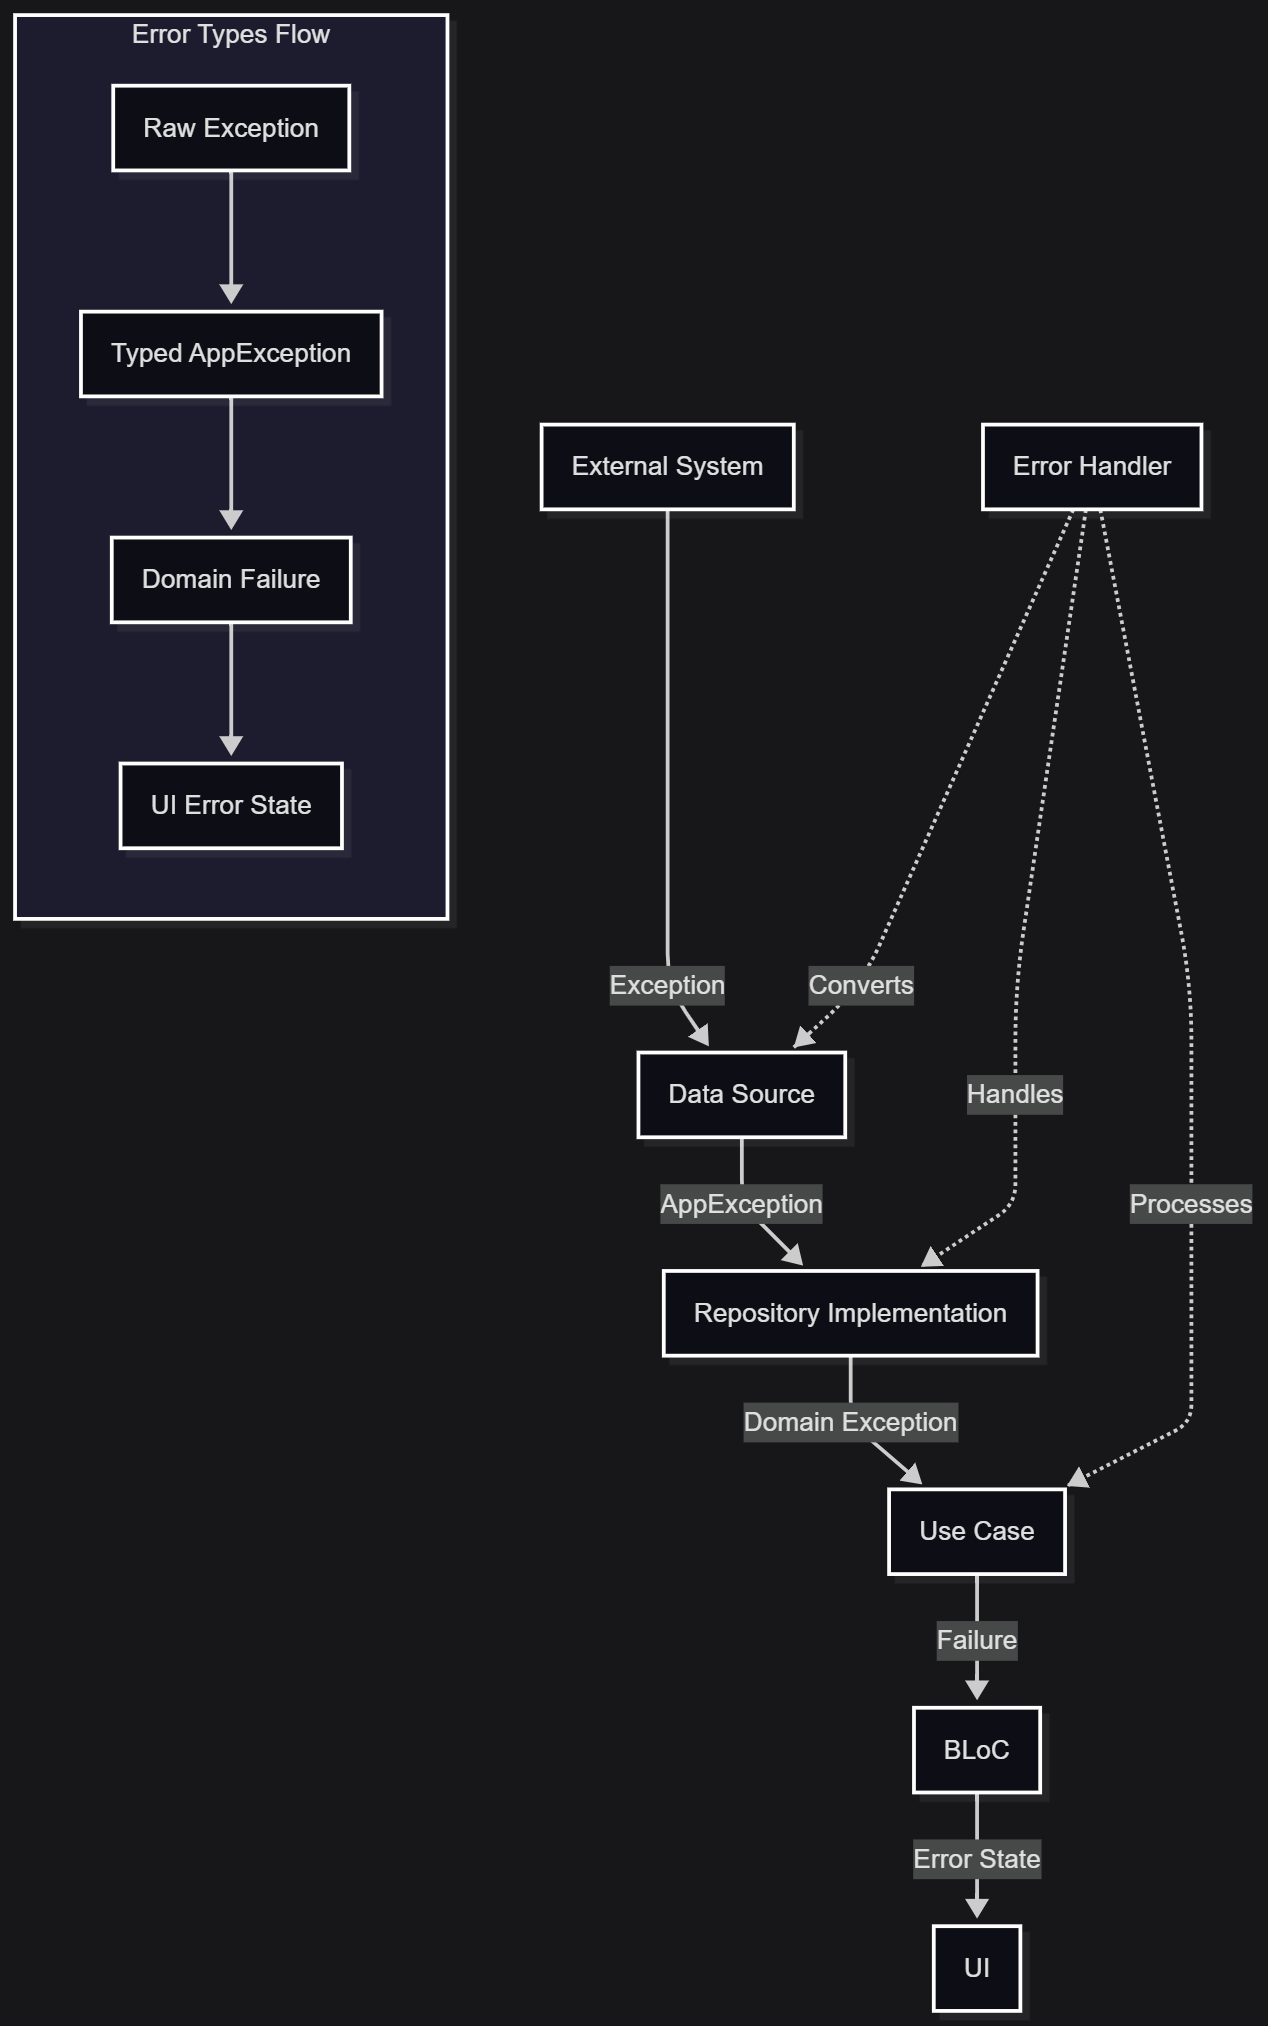 Error Types Flow
Raw Exception
Typed AppException
Domain Failure
UI Error State
External System
Error Handler
Exception
Converts
Data Source
Handles
AppException
Processes
Repository Implementation
Domain Exception
Use Case
Failure
BLoC
Error State
UI